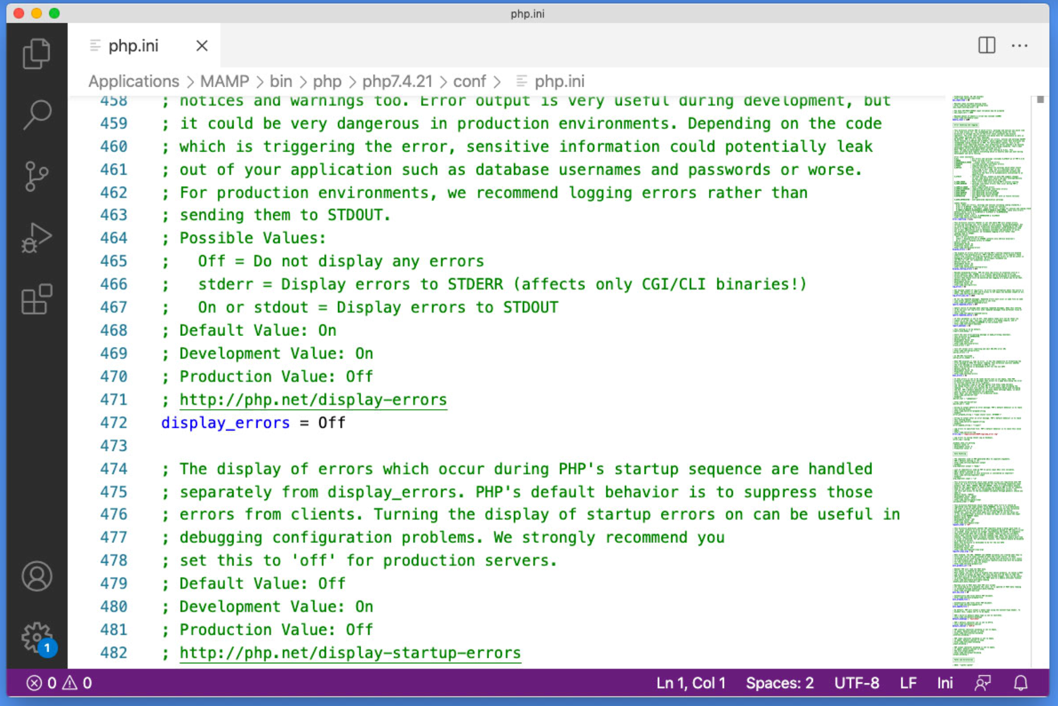 php.ini
php.ini
Applications > MAMP > bin > php > php7.4.21 > conf > php.ini
458 ; notices and warnings too. Error output is very useful during development, but
459 ; it could be very dangerous in production environments. Depending on the code
460 ; which is triggering the error, sensitive information could potentially leak
461 ; out of your application such as database usernames and passwords or worse.
462 ; For production environments, we recommend logging errors rather than
463 ; sending them to STDOUT.
464 ; Possible Values:
465 ;   Off = Do not display any errors
466 ;   stderr = Display errors to STDERR (affects only CGI/CLI binaries!)
467 ;   On or stdout = Display errors to STDOUT
468 ; Default Value: On
469 ; Development Value: On
470 ; Production Value: Off
471 ; http://php.net/display-errors
472 display_errors = Off
473
474 ; The display of errors which occur during PHP's startup sequence are handled
475 ; separately from display_errors. PHP's default behavior is to suppress those
476 ; errors from clients. Turning the display of startup errors on can be useful in
477 ; debugging configuration problems. We strongly recommend you
478 ; set this to 'off' for production servers.
479 ; Default Value: Off
480 ; Development Value: On
481 ; Production Value: Off
482 ; http://php.net/display-startup-errors
1
0 0 Ln 1, Col 1 Spaces: 2 UTF-8 LF Ini